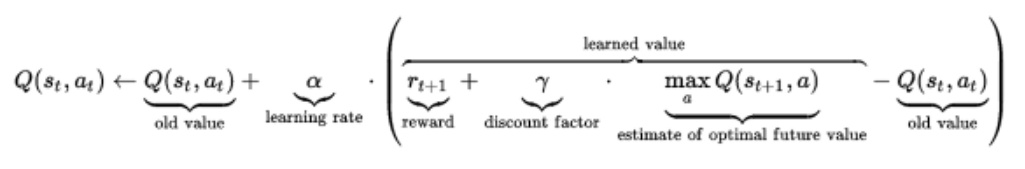 learned value
Q(s_t, a_t) ← Q(s_t, a_t) + α · ( r_{t+1} + γ · max_a Q(s_{t+1}, a) − Q(s_t, a_t) )
old value learning rate reward discount factor estimate of optimal future value old value